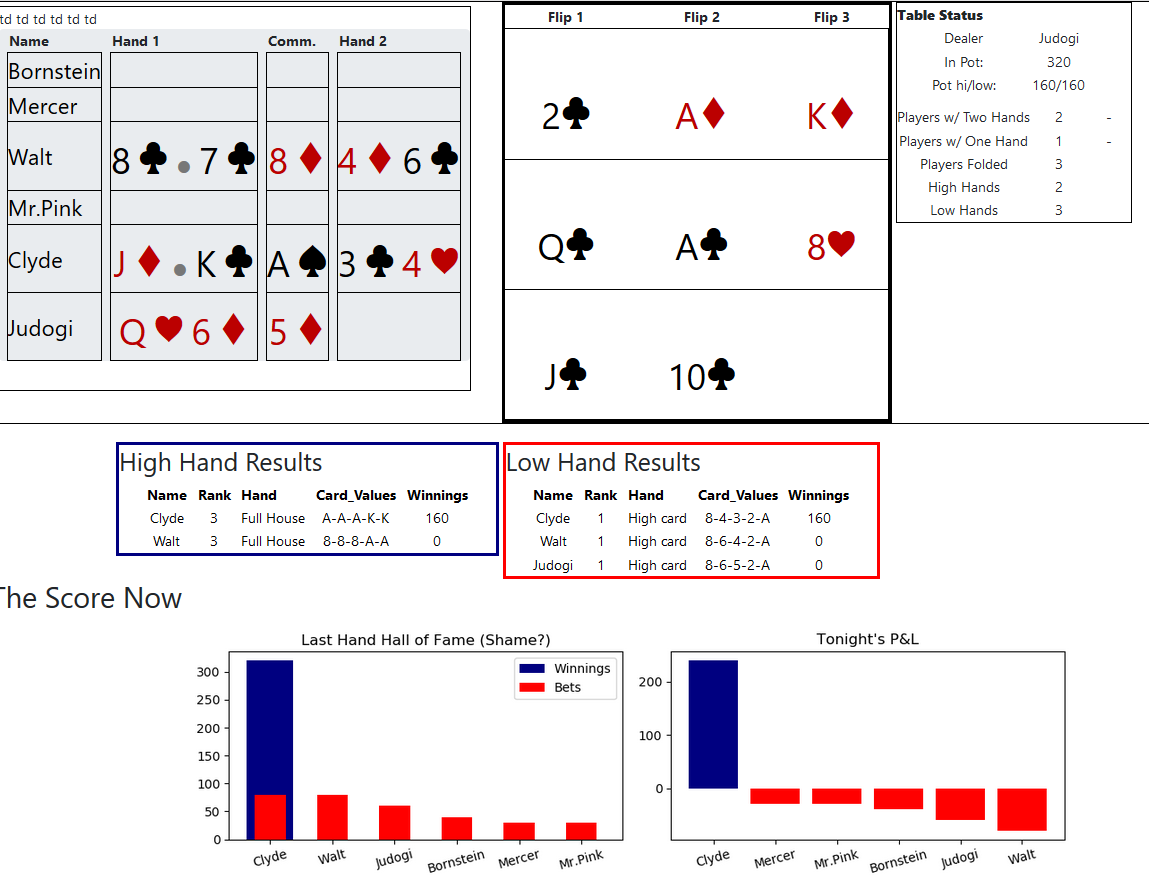 td td td td td td
Name Hand 1 Comm. Hand 2
Bornstein
Mercer
Walt 8♣ • 7♣ 8♦ 4♦ 6♣
Mr.Pink
Clyde J♦ • K♣ A♠ 3♣ 4♥
Judogi Q♥ 6♦ 5♦
Flip 1 Flip 2 Flip 3
2♣ A♦ K♦
Q♣ A♣ 8♥
J♣ 10♣
Table Status
Dealer Judogi
In Pot: 320
Pot hi/low: 160/160
Players w/ Two Hands 2 -
Players w/ One Hand 1 -
Players Folded 3
High Hands 2
Low Hands 3
High Hand Results
Name Rank Hand Card_Values Winnings
Clyde 3 Full House A-A-A-K-K 160
Walt 3 Full House 8-8-8-A-A 0
Low Hand Results
Name Rank Hand Card_Values Winnings
Clyde 1 High card 8-4-3-2-A 160
Walt 1 High card 8-6-4-2-A 0
Judogi 1 High card 8-6-5-2-A 0
The Score Now
Last Hand Hall of Fame (Shame?)
Winnings
Bets
300
250
200
150
100
50
0
Clyde Walt Judogi Bornstein Mercer Mr.Pink
Tonight's P&L
200
100
0
Clyde Mercer Mr.Pink Bornstein Judogi Walt